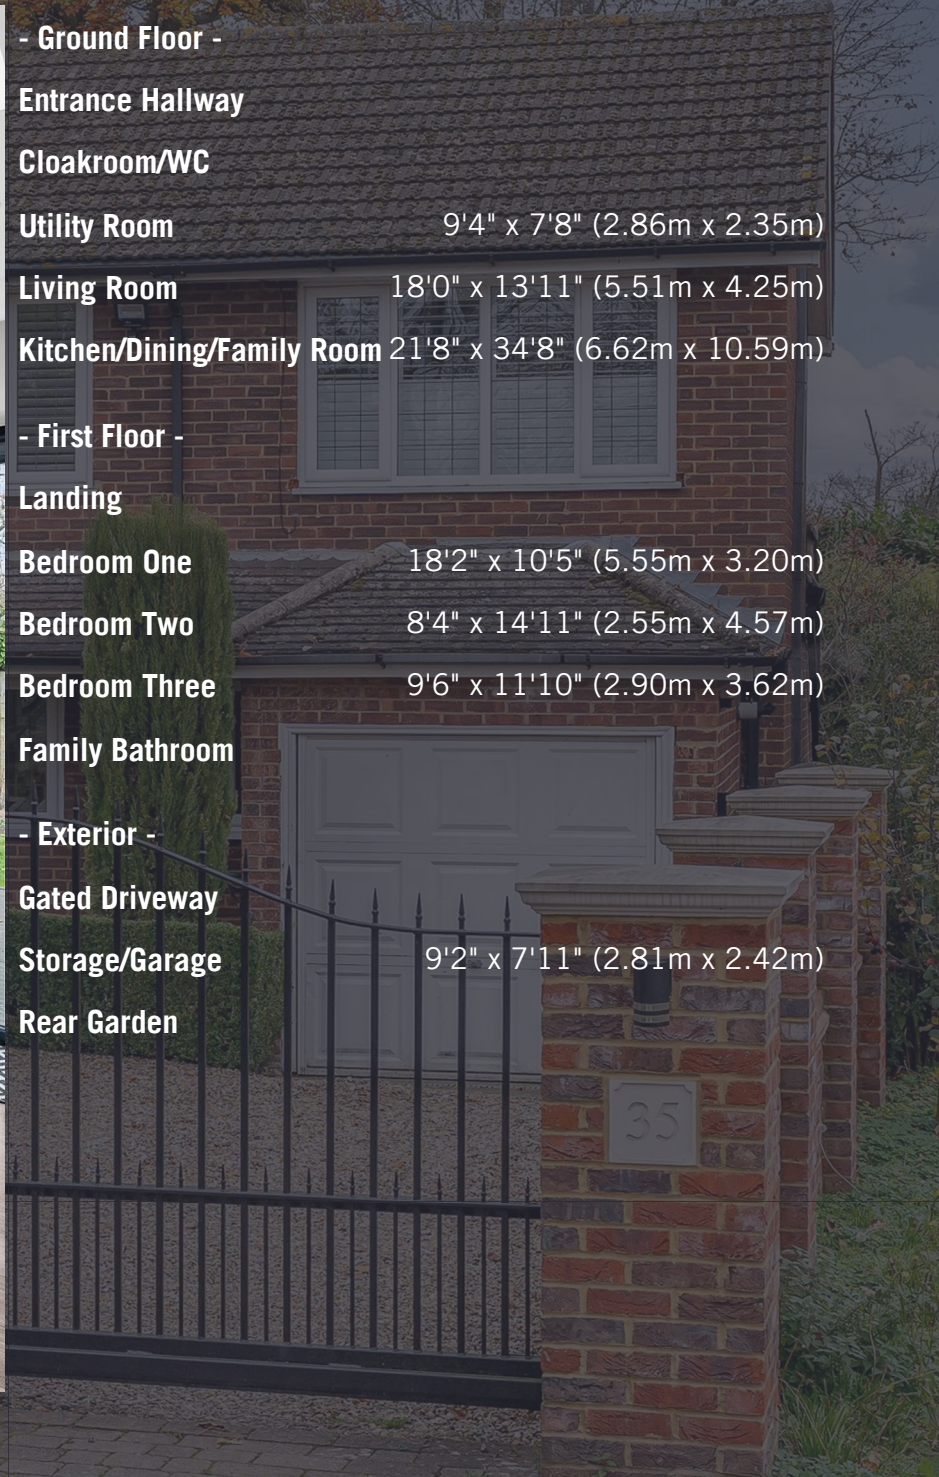 - Ground Floor -
Entrance Hallway
Cloakroom/WC
Utility Room 9'4" x 7'8" (2.86m x 2.35m)
Living Room 18'0" x 13'11" (5.51m x 4.25m)
Kitchen/Dining/Family Room 21'8" x 34'8" (6.62m x 10.59m)
- First Floor -
Landing
Bedroom One 18'2" x 10'5" (5.55m x 3.20m)
Bedroom Two 8'4" x 14'11" (2.55m x 4.57m)
Bedroom Three 9'6" x 11'10" (2.90m x 3.62m)
Family Bathroom
- Exterior -
Gated Driveway
Storage/Garage 9'2" x 7'11" (2.81m x 2.42m)
Rear Garden
35